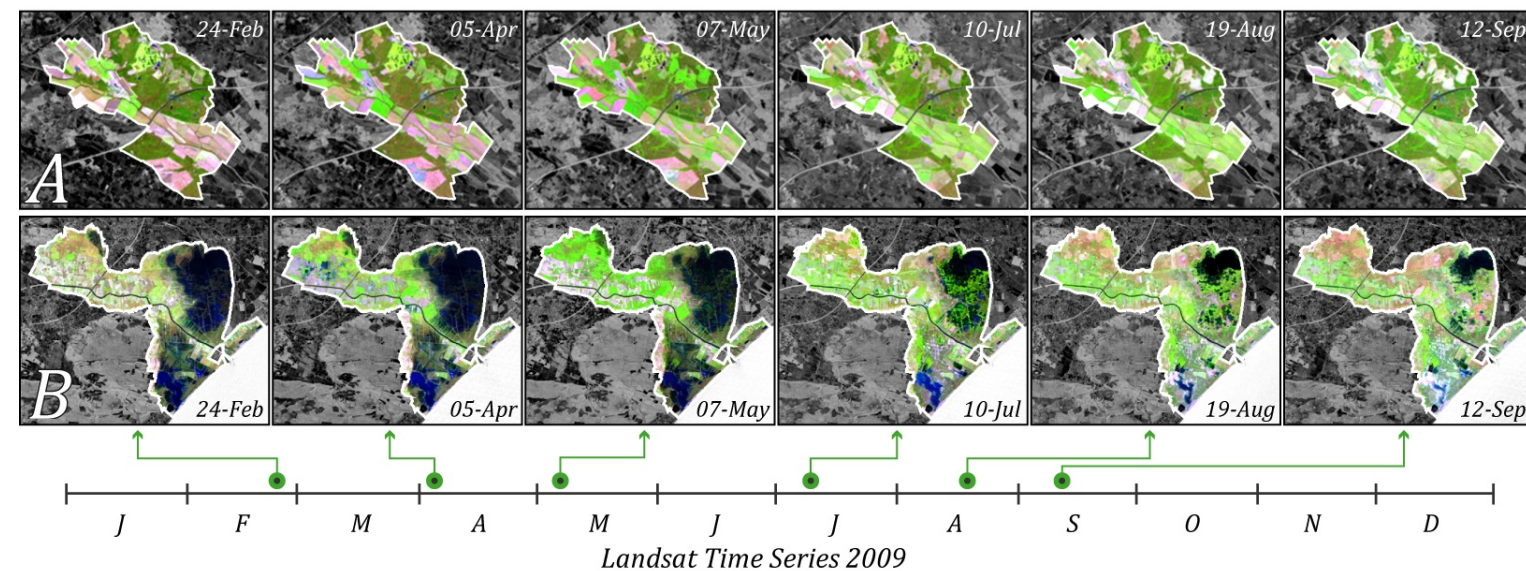 24-Feb 05-Apr 07-May 10-Jul 19-Aug 12-Sep
A
B
24-Feb 05-Apr 07-May 10-Jul 19-Aug 12-Sep
J F M A M J J A S O N D
Landsat Time Series 2009